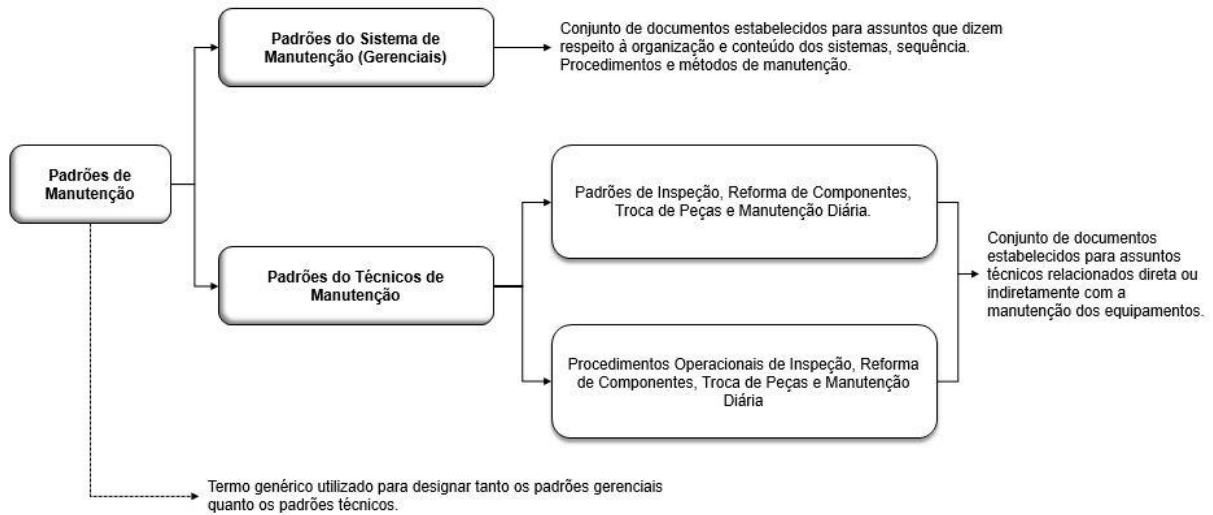 Padrões do Sistema de
Manutenção (Gerenciais)
Conjunto de documentos estabelecidos para assuntos que dizem
respeito à organização e conteúdo dos sistemas, sequência.
Procedimentos e métodos de manutenção.
Padrões de
Manutenção
Padrões do Técnicos de
Manutenção
Padrões de Inspeção, Reforma de Componentes,
Troca de Peças e Manutenção Diária.
Procedimentos Operacionais de Inspeção, Reforma
de Componentes, Troca de Peças e Manutenção
Diária
Conjunto de documentos
estabelecidos para assuntos
técnicos relacionados direta ou
indiretamente com a
manutenção dos equipamentos.
Termo genérico utilizado para designar tanto os padrões gerenciais
quanto os padrões técnicos.